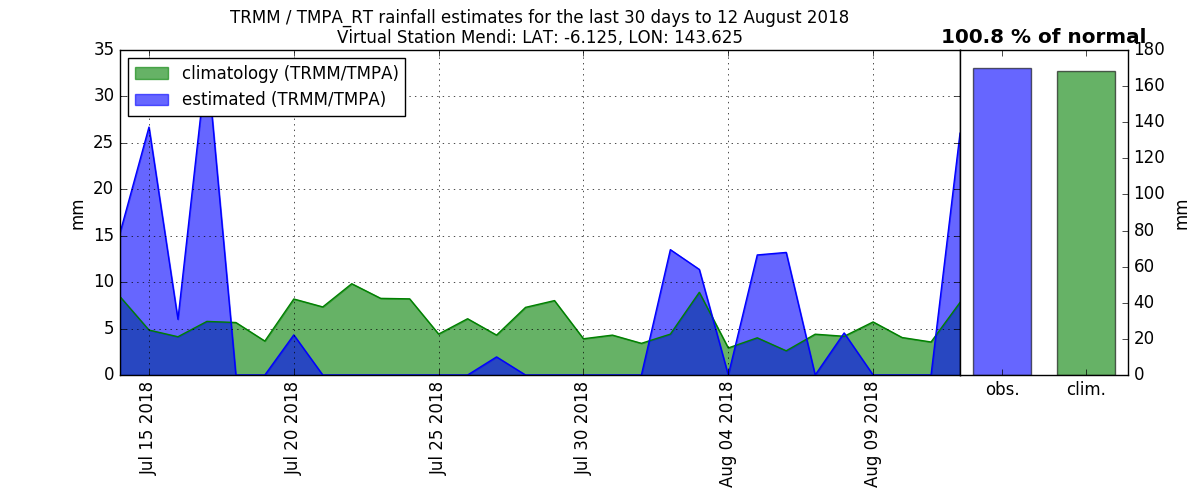 TRMM / TMPA_RT rainfall estimates for the last 30 days to 12 August 2018
Virtual Station Mendi: LAT: -6.125, LON: 143.625
100.8 % of normal
climatology (TRMM/TMPA)
estimated (TRMM/TMPA)
35
30
25
20
15
10
5
0
mm
Jul 15 2018
Jul 20 2018
Jul 25 2018
Jul 30 2018
Aug 04 2018
Aug 09 2018
obs.
clim.
180
160
140
120
100
80
60
40
20
0
mm